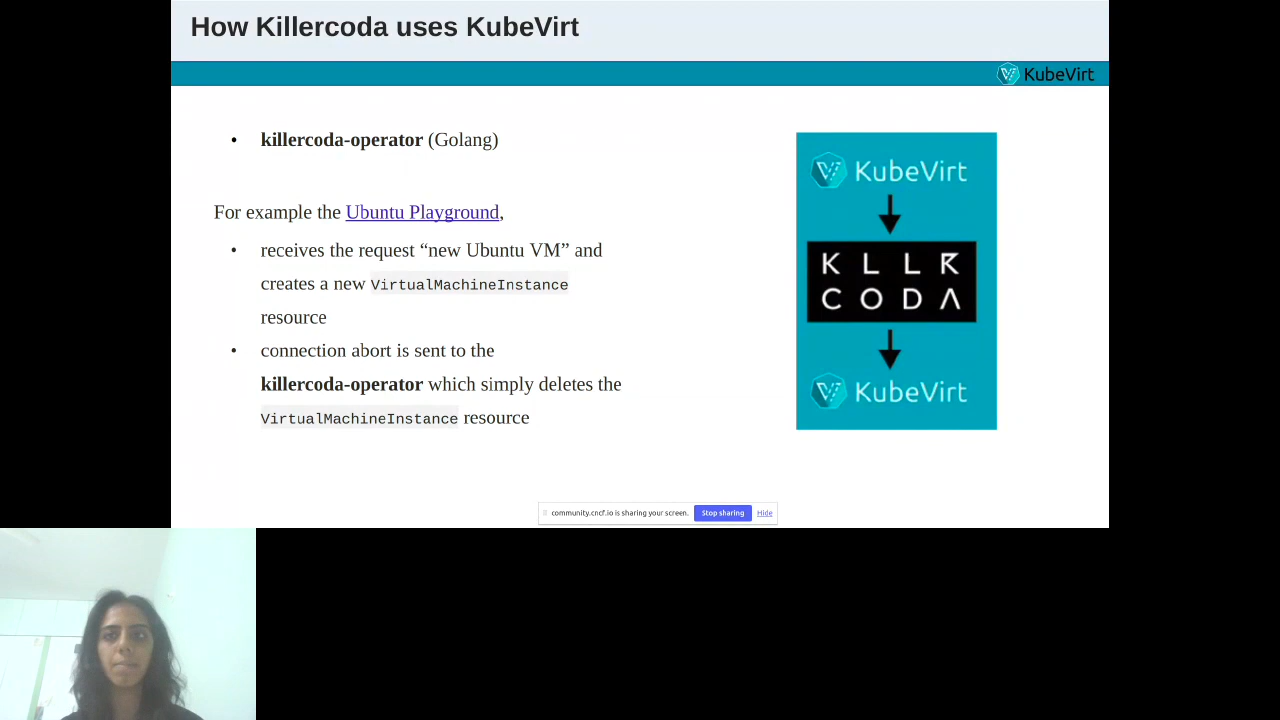 How Killercoda uses KubeVirt
KubeVirt
• killercoda-operator (Golang)
For example the Ubuntu Playground,
• receives the request “new Ubuntu VM” and
creates a new VirtualMachineInstance
resource
• connection abort is sent to the
killercoda-operator which simply deletes the
VirtualMachineInstance resource
KubeVirt
KLLR
CODA
KubeVirt
community.cncf.io is sharing your screen. Stop sharing Hide